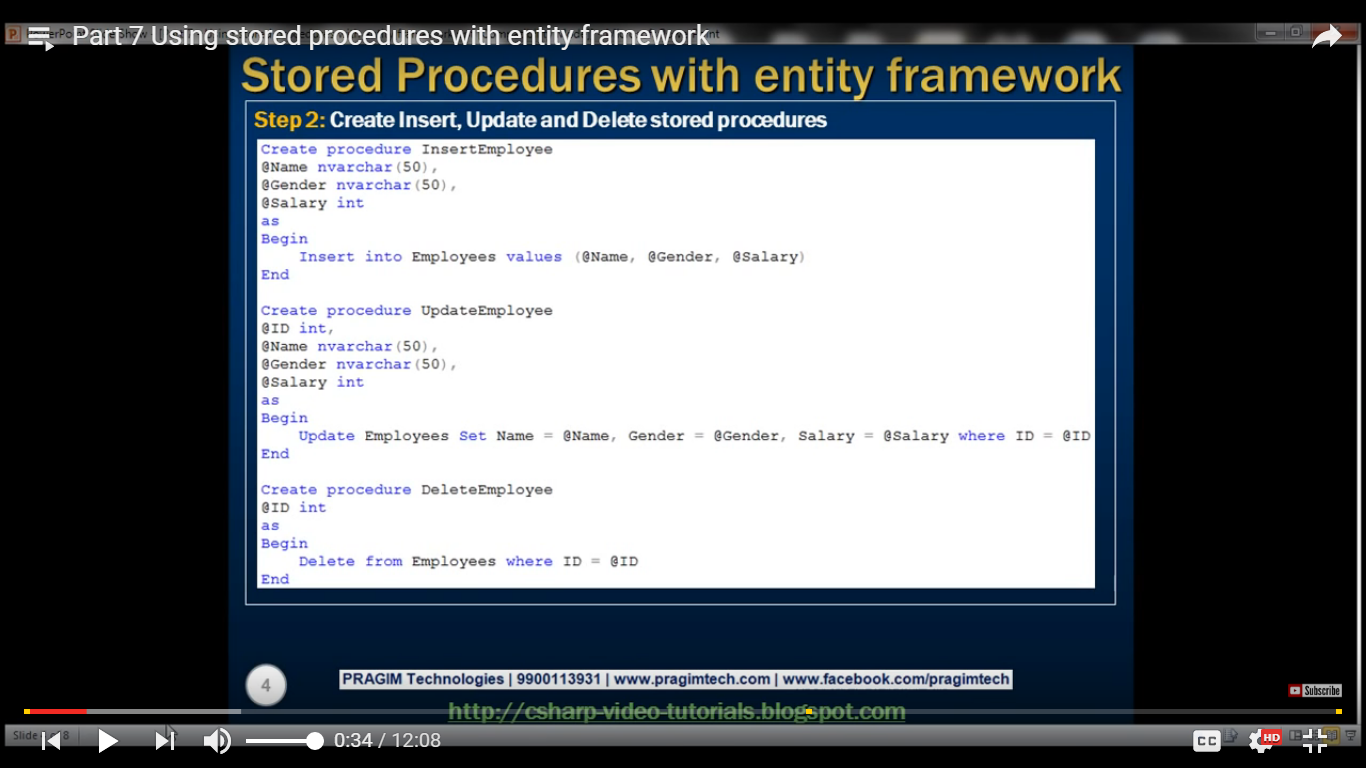 Part 7 Using stored procedures with entity framework
Stored Procedures with entity framework
Step 2: Create Insert, Update and Delete stored procedures
Create procedure InsertEmployee
@Name nvarchar(50),
@Gender nvarchar(50),
@Salary int
as
Begin
Insert into Employees values (@Name, @Gender, @Salary)
End
Create procedure UpdateEmployee
@ID int,
@Name nvarchar(50),
@Gender nvarchar(50),
@Salary int
as
Begin
Update Employees Set Name = @Name, Gender = @Gender, Salary = @Salary where ID = @ID
End
Create procedure DeleteEmployee
@ID int
as
Begin
Delete from Employees where ID = @ID
End
4
PRAGIM Technologies | 9900113931 | www.pragimtech.com | www.facebook.com/pragimtech
Subscribe
http://csharp-video-tutorials.blogspot.com
Slide 8
0:34 / 12:08
CC
HD